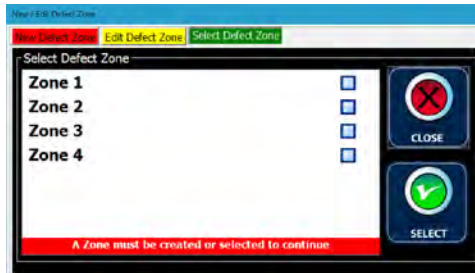 New / Edit Defect Zone
New Defect Zone Edit Defect Zone Select Defect Zone
Select Defect Zone
Zone 1
Zone 2
Zone 3
Zone 4
CLOSE
SELECT
A Zone must be created or selected to continue